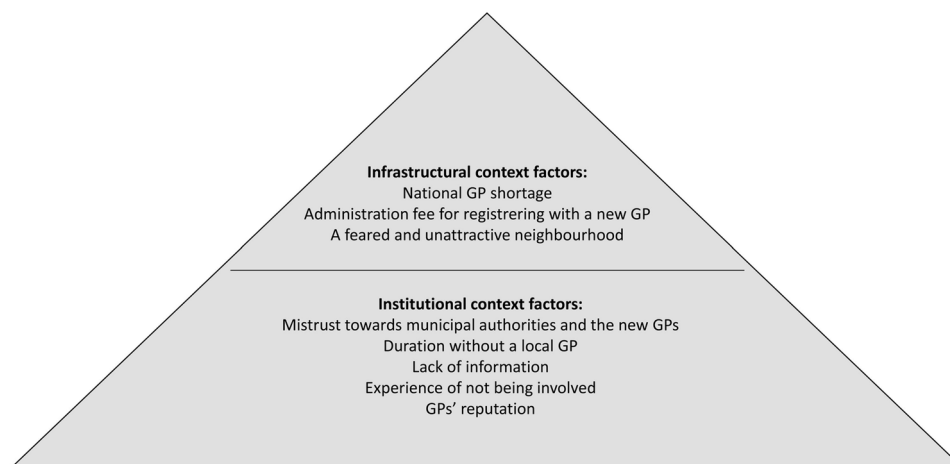 Infrastructural context factors:
National GP shortage
Administration fee for registrering with a new GP
A feared and unattractive neighbourhood
Institutional context factors:
Mistrust towards municipal authorities and the new GPs
Duration without a local GP
Lack of information
Experience of not being involved
GPs’ reputation